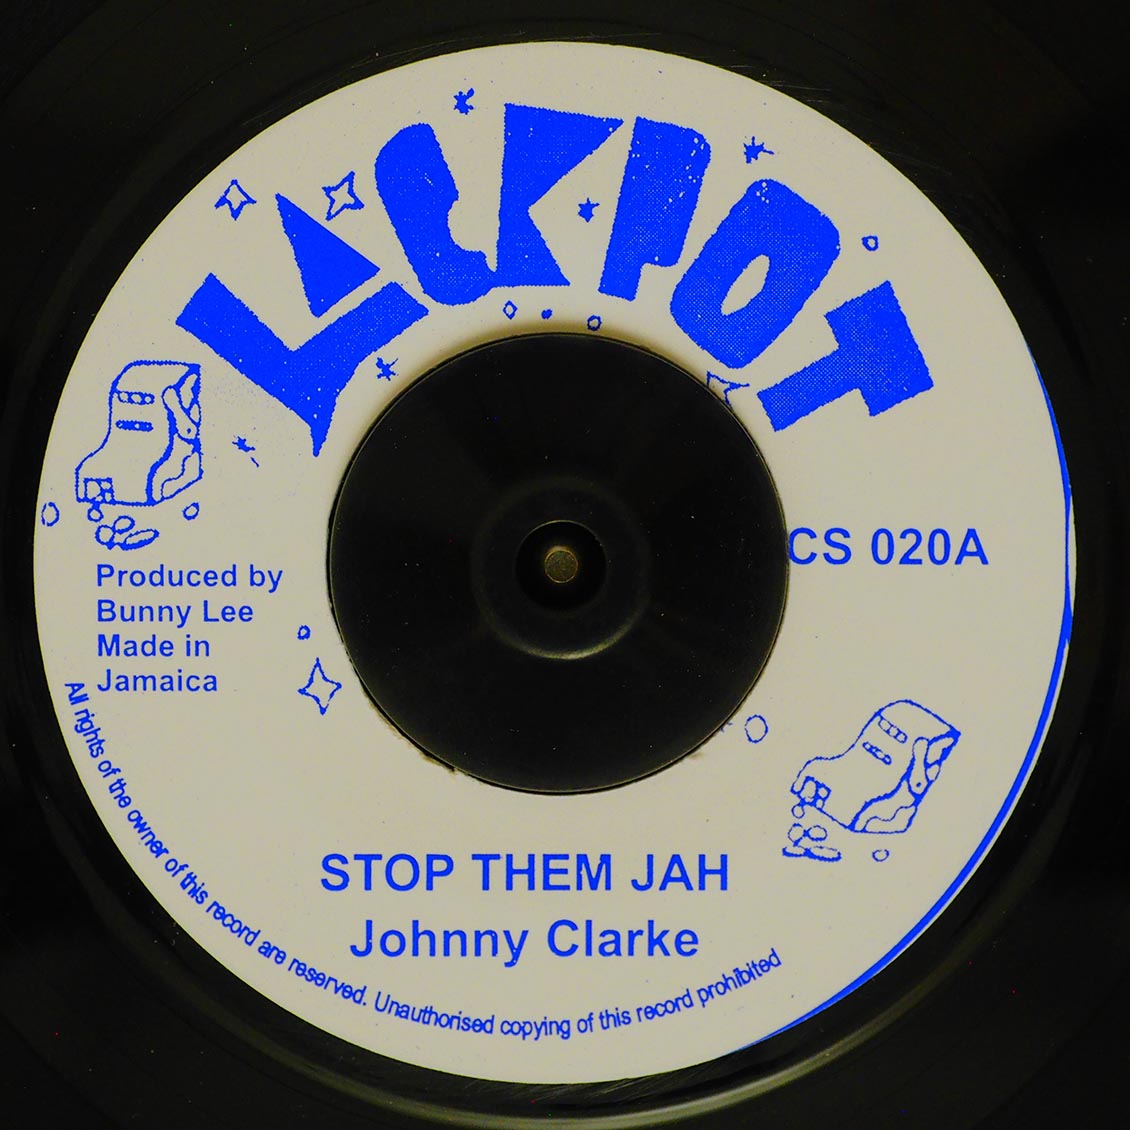 JACKPOT
CS 020A
Produced by
Bunny Lee
Made in
Jamaica
STOP THEM JAH
Johnny Clarke
All rights of the owner of this record are reserved. Unauthorised copying of this record prohibited